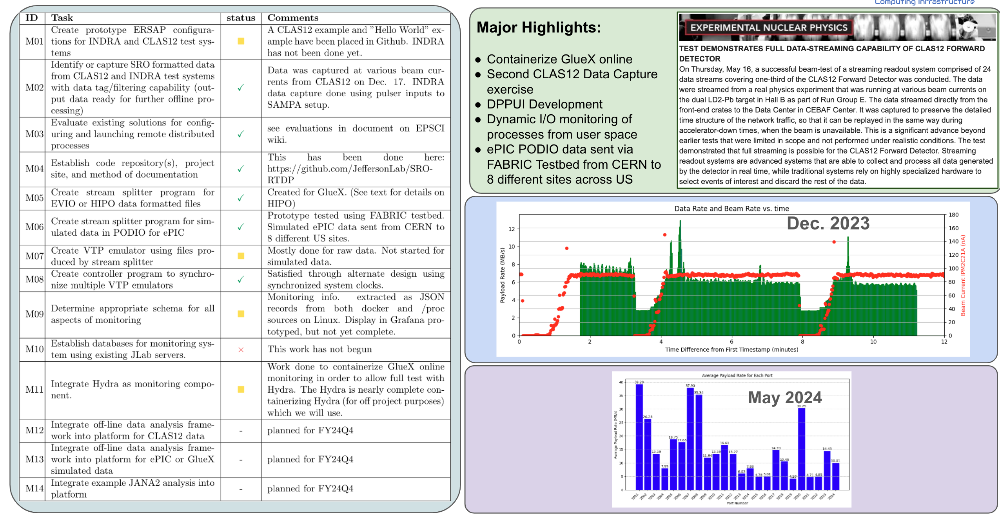 Computing Infrastructure
ID Task status Comments
M01 Create prototype ERSAP configura-
tions for INDRA and CLAS12 test sys-
tems
A CLAS12 example and ”Hello World” ex-
ample have been placed in Github. INDRA
has not been done yet.
M02 Identify or capture SRO formatted data
from CLAS12 and INDRA test systems
with data tag/filtering capability (out-
put data ready for further offline pro-
cessing)
✓
Data was captured at various beam cur-
rents from CLAS12 on Dec. 17. INDRA
data capture done using pulser inputs to
SAMPA setup.
M03 Evaluate existing solutions for config-
uring and launching remote distributed
processes
✓
see evaluations in document on EPSCI
wiki.
M04 Establish code repository(s), project
site, and method of documentation
✓
This has been done here:
https://github.com/JeffersonLab/SRO-
RTDP
M05 Create stream splitter program for
EVIO or HIPO data formatted files
✓
Created for GlueX. (See text for details on
HIPO)
M06 Create stream splitter program for sim-
ulated data in PODIO for ePIC
✓
Prototype tested using FABRIC testbed.
Simulated ePIC data sent from CERN to
8 different US sites.
M07 Create VTP emulator using files pro-
duced by stream splitter
Mostly done for raw data. Not started for
simulated data.
M08 Create controller program to synchro-
nize multiple VTP emulators
✓
Satisfied through alternate design using
synchronized system clocks.
M09 Determine appropriate schema for all
aspects of monitoring
Monitoring info. extracted as JSON
records from both docker and /proc
sources on Linux. Display in Grafana pro-
totyped, but not yet complete.
M10 Establish databases for monitoring sys-
tem using existing JLab servers.
×
This work has not begun
M11 Integrate Hydra as monitoring compo-
nent.
Work done to containerize GlueX online
monitoring in order to allow full test with
Hydra. The Hydra is nearly complete con-
tainerizing Hydra (for off project purposes)
which we will use.
M12 Integrate off-line data analysis frame-
work into platform for CLAS12 data
-
planned for FY24Q4
M13 Integrate off-line data analysis frame-
work into platform for ePIC or GlueX
simulated data
-
planned for FY24Q4
M14 Integrate example JANA2 analysis into
platform
-
planned for FY24Q4
Major Highlights:
● Containerize GlueX online
● Second CLAS12 Data Capture
exercise
● DPPUI Development
● Dynamic I/O monitoring of
processes from user space
● ePIC PODIO data sent via
FABRIC Testbed from CERN to
8 different sites across US
EXPERIMENTAL NUCLEAR PHYSICS
TEST DEMONSTRATES FULL DATA-STREAMING CAPABILITY OF CLAS12 FORWARD
DETECTOR
On Thursday, May 16, a successful beam-test of a streaming readout system comprised of 24
data streams covering one-third of the CLAS12 Forward Detector was conducted. The data
were streamed from a real physics experiment that was running at various beam currents on
the dual LD2-Pb target in Hall B as part of Run Group E. The data streamed directly from the
front-end crates to the Data Center in CEBAF Center. It was captured to preserve the detailed
time structure of the network traffic, so that it can be replayed in the same way during
accelerator-down times, when the beam is unavailable. This is a significant advance beyond
earlier tests that were limited in scope and not performed under realistic conditions. The test
demonstrated that full streaming is possible for the CLAS12 Forward Detector. Streaming
readout systems are advanced systems that are able to collect and process all data generated
by the detector in real time, while traditional systems rely on highly specialized hardware to
select events of interest and discard the rest of the data.
Data Rate and Beam Rate vs. time
Dec. 2023
Payload Rate (MB/s)
12
10
8
6
4
2
0
180
160
140
120
100
80
60
40
20
0
Beam Current IPM2C21A (nA)
0 2 4 6 8 10 12
Time Difference from First Timestamp (minutes)
Average Payload Rate for Each Port
May 2024
Average Payload Rate (MB/s)
40
35
30
25
20
15
10
5
0
39.20 26.28 13.39 7.95 18.75 17.65 37.90 35.34 11.94 13.39 16.61 13.27 6.03 7.88 4.78 5.01 14.70 10.46 4.20 30.29 4.71 4.85 14.43 10.01
7001 7002 7003 7004 7005 7006 7007 7008 7009 7010 7011 7012 7013 7014 7015 7016 7017 7018 7019 7020 7021 7022 7023 7024
Port Number